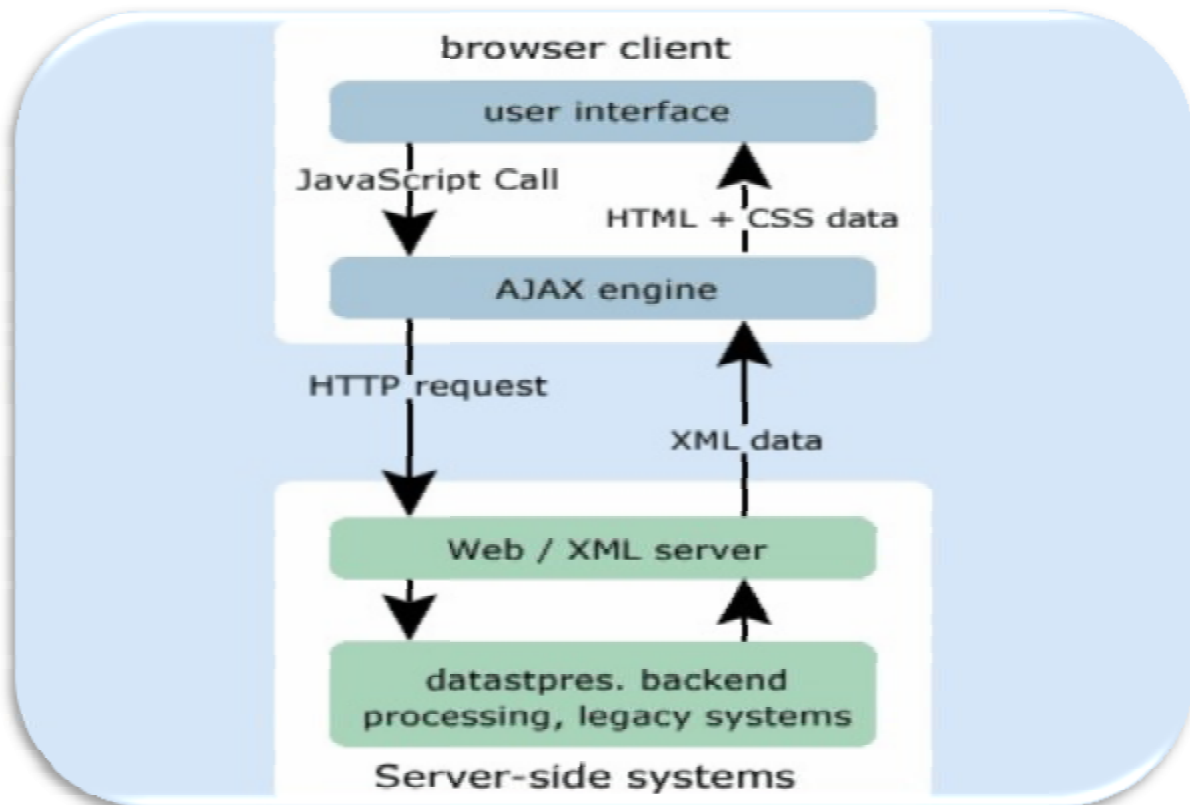 browser client
user interface
JavaScript Call
HTML + CSS data
AJAX engine
HTTP request
XML data
Web / XML server
datastpres. backend
processing, legacy systems
Server-side systems